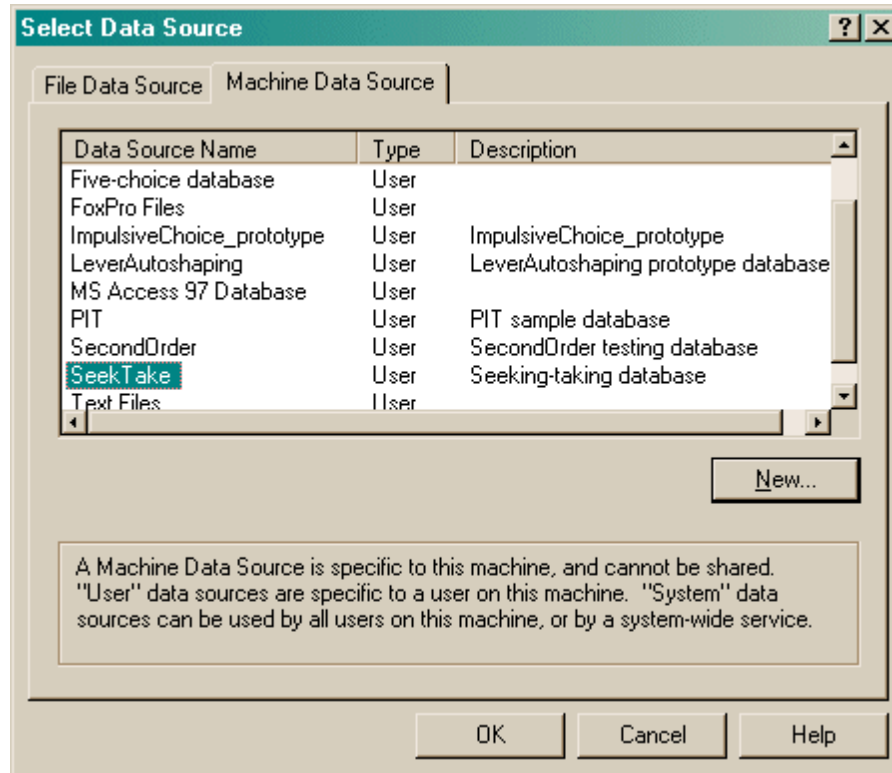 Select Data Source
File Data Source Machine Data Source
Data Source Name Type Description
Five-choice database User
FoxPro Files User
ImpulsiveChoice_prototype User ImpulsiveChoice_prototype
LeverAutoshaping User LeverAutoshaping prototype database
MS Access 97 Database User
PIT User PIT sample database
SecondOrder User SecondOrder testing database
SeekTake User Seeking-taking database
Text Files User
New...
A Machine Data Source is specific to this machine, and cannot be shared.
"User" data sources are specific to a user on this machine. "System" data
sources can be used by all users on this machine, or by a system-wide service.
OK Cancel Help